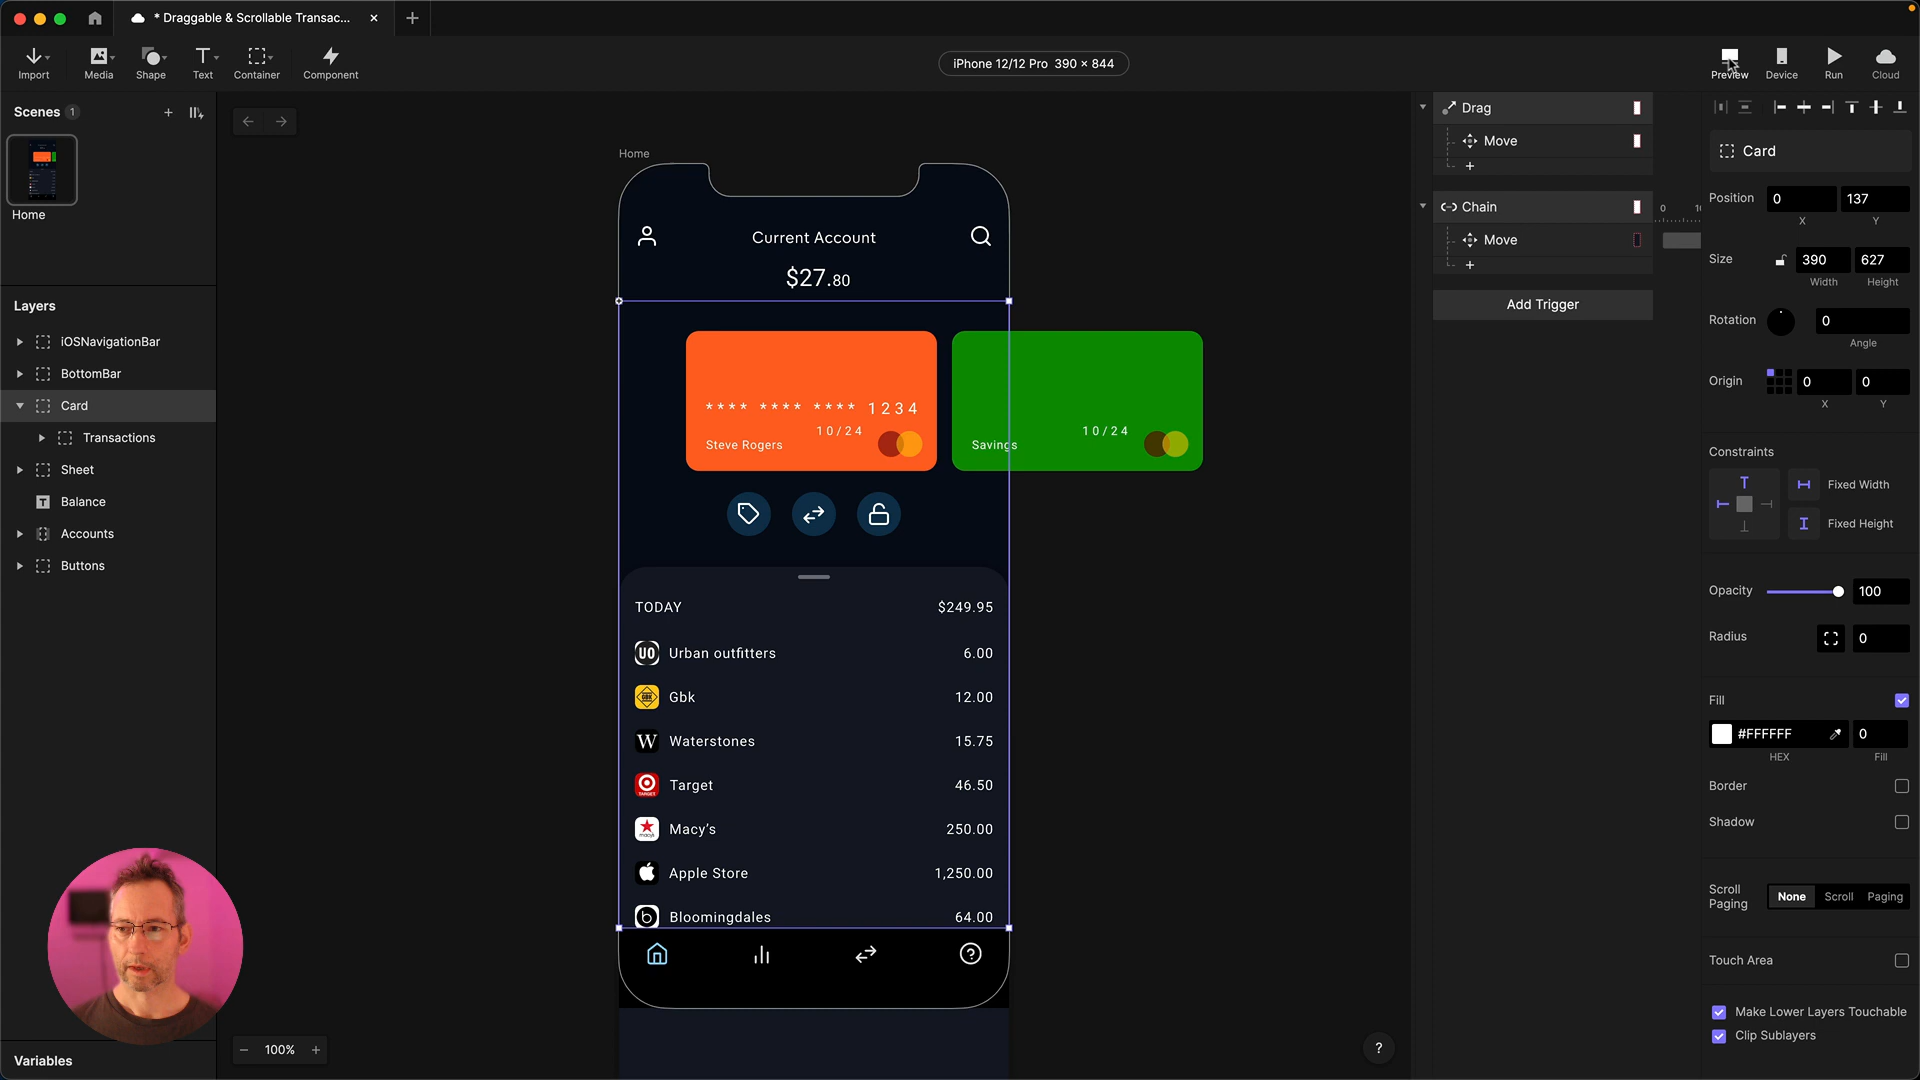 * Draggable & Scrollable Transac...
Import
Media
Shape
Text
Container
Component
iPhone 12/12 Pro 390 × 844
Preview
Device
Run
Cloud
Scenes 1
Home
Layers
iOSNavigationBar
BottomBar
Card
Transactions
Sheet
Balance
Accounts
Buttons
Variables
100%
Home
Current Account
$27.80
**** **** **** 1234
10/24
Steve Rogers
10/24
Savings
TODAY $249.95
UO Urban outfitters 6.00
GBK Gbk 12.00
W Waterstones 15.75
TARGET Target 46.50
macys Macy's 250.00
Apple Store 1,250.00
b Bloomingdales 64.00
?
Drag
Move
Chain
Move
0
Add Trigger
Card
Position 0 137
X Y
Size 390 627
Width Height
Rotation 0
Angle
Origin 0 0
X Y
Constraints
Fixed Width
Fixed Height
Opacity 100
Radius 0
Fill
#FFFFFF 0
HEX Fill
Border
Shadow
Scroll
Paging
None Scroll Paging
Touch Area
Make Lower Layers Touchable
Clip Sublayers